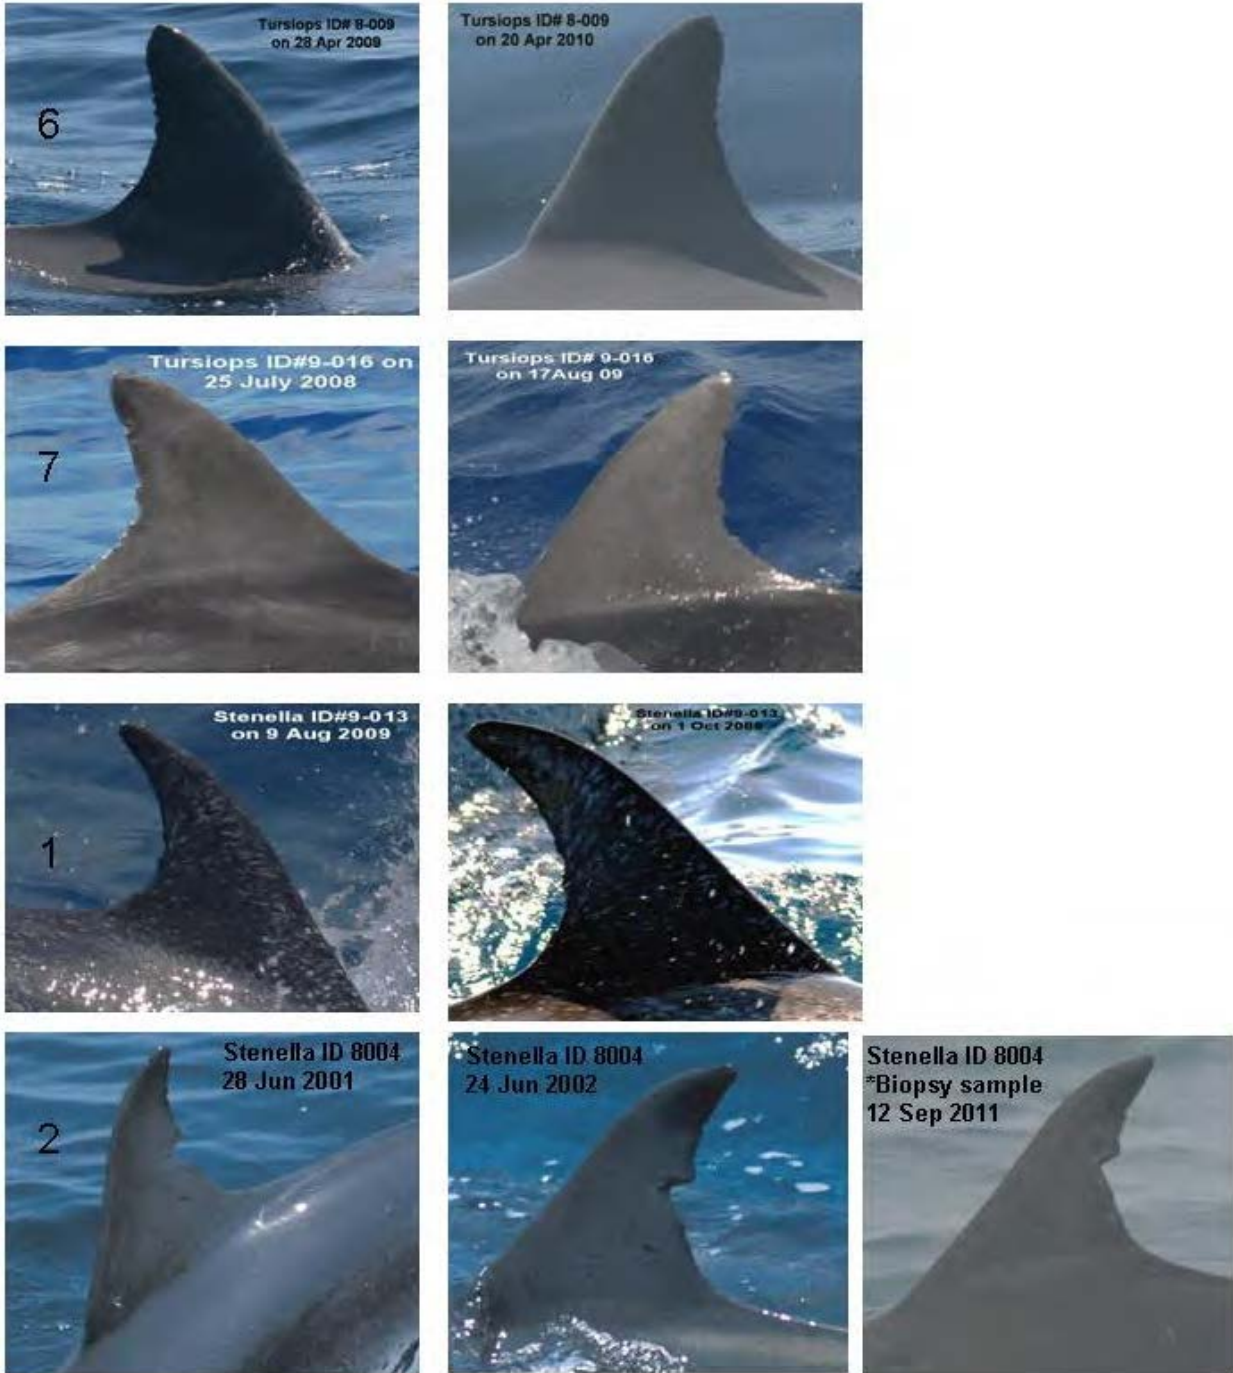 Tursiops ID# 8-009
on 28 Apr 2009
Tursiops ID# 8-009
on 20 Apr 2010
6
Tursiops ID#9-016 on
25 July 2008
Tursiops ID# 9-016
on 17Aug 09
7
Stenella ID#9-013
on 9 Aug 2009
Stenella ID#9-013
on 1 Oct
1
Stenella ID 8004
28 Jun 2001
Stenella ID 8004
24 Jun 2002
Stenella ID 8004
*Biopsy sample
12 Sep 2011
2